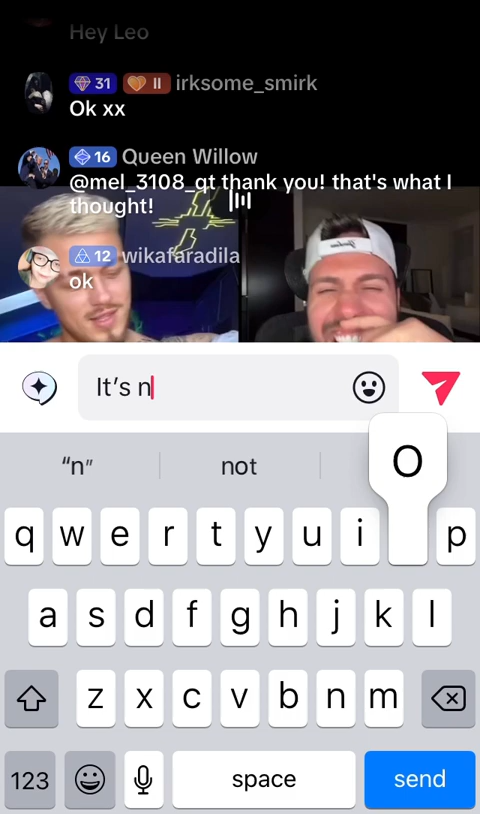 Hey Leo
31 II irksome_smirk
Ok xx
16 Queen Willow
@mel_3108_qt thank you! that's what I
thought!
12 wikafaradila
ok
It's n
"n" not
O
q w e r t y u i p
a s d f g h j k l
z x c v b n m
123 space send